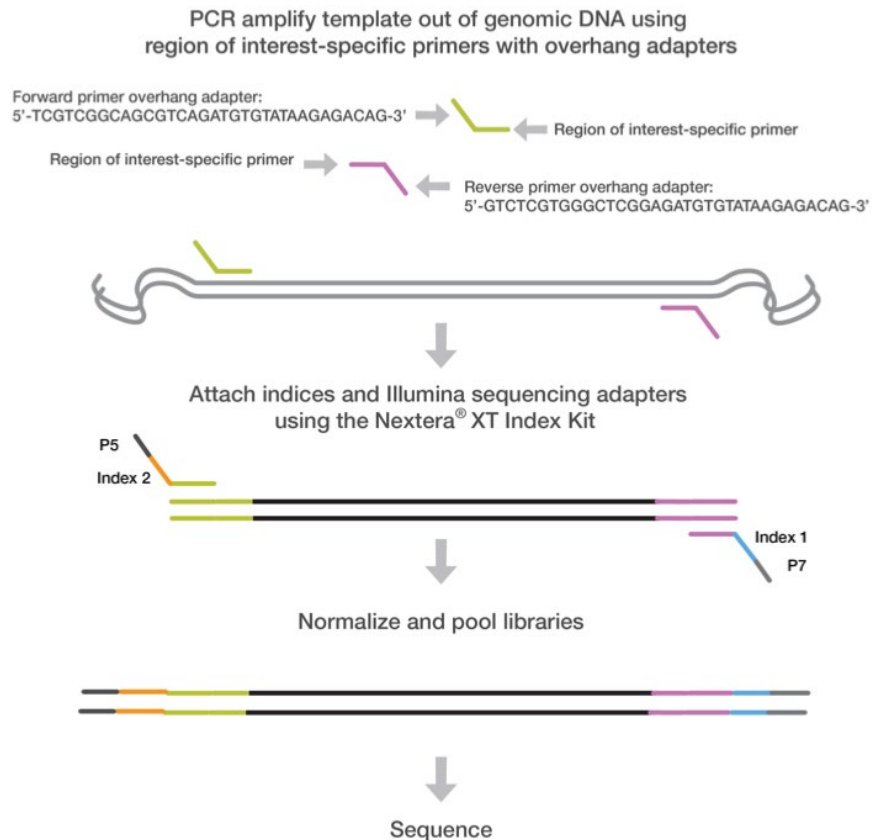 PCR amplify template out of genomic DNA using
region of interest-specific primers with overhang adapters
Forward primer overhang adapter:
5'-TCGTCGGCAGCGTCAGATGTGTATAAGAGACAG-3'
Region of interest-specific primer
Region of interest-specific primer
Reverse primer overhang adapter:
5'-GTCTCGTGGGCTCGGAGATGTGTATAAGAGACAG-3'
Attach indices and Illumina sequencing adapters
using the Nextera® XT Index Kit
P5
Index 2
Index 1
P7
Normalize and pool libraries
Sequence